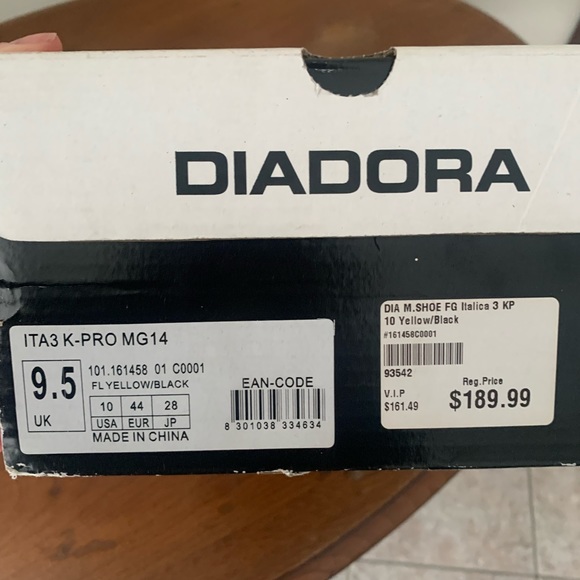 DIADORA
ITA3 K-PRO MG14
9.5
UK
101.161458 01 C0001
FLYELLOW/BLACK
10 44 28
USA EUR JP
MADE IN CHINA
EAN-CODE
8 301038 334634
DIA M.SHOE FG Italica 3 KP
10 Yellow/Black
#161458C0001
93542
V.I.P
$161.49
Reg.Price
$189.99